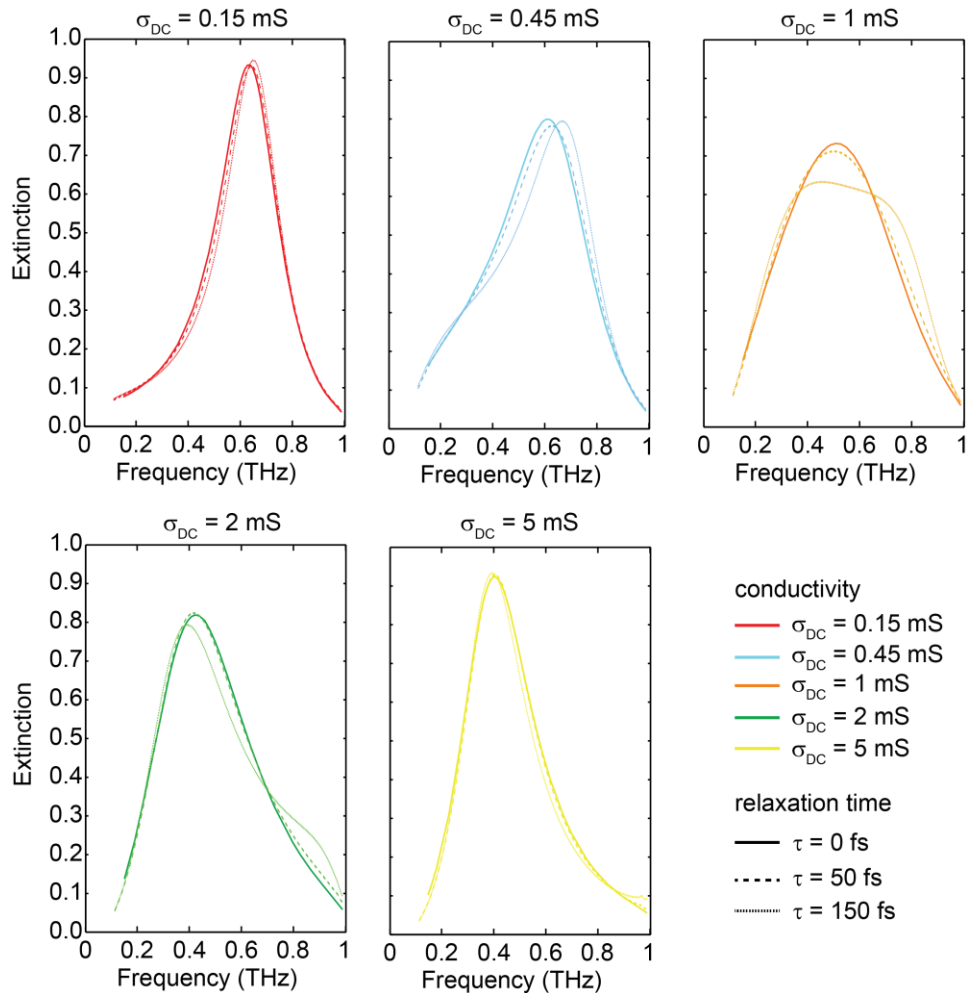 σDC = 0.15 mS
σDC = 0.45 mS
σDC = 1 mS
1.0
0.9
0.8
0.7
0.6
0.5
0.4
0.3
0.2
0.1
0.0
Extinction
0 0.2 0.4 0.6 0.8 1
0 0.2 0.4 0.6 0.8 1
0 0.2 0.4 0.6 0.8 1
Frequency (THz)
Frequency (THz)
Frequency (THz)
σDC = 2 mS
σDC = 5 mS
1.0
0.9
0.8
0.7
0.6
0.5
0.4
0.3
0.2
0.1
0.0
Extinction
0 0.2 0.4 0.6 0.8 1
0 0.2 0.4 0.6 0.8 1
Frequency (THz)
Frequency (THz)
conductivity
σDC = 0.15 mS
σDC = 0.45 mS
σDC = 1 mS
σDC = 2 mS
σDC = 5 mS
relaxation time
τ = 0 fs
τ = 50 fs
τ = 150 fs